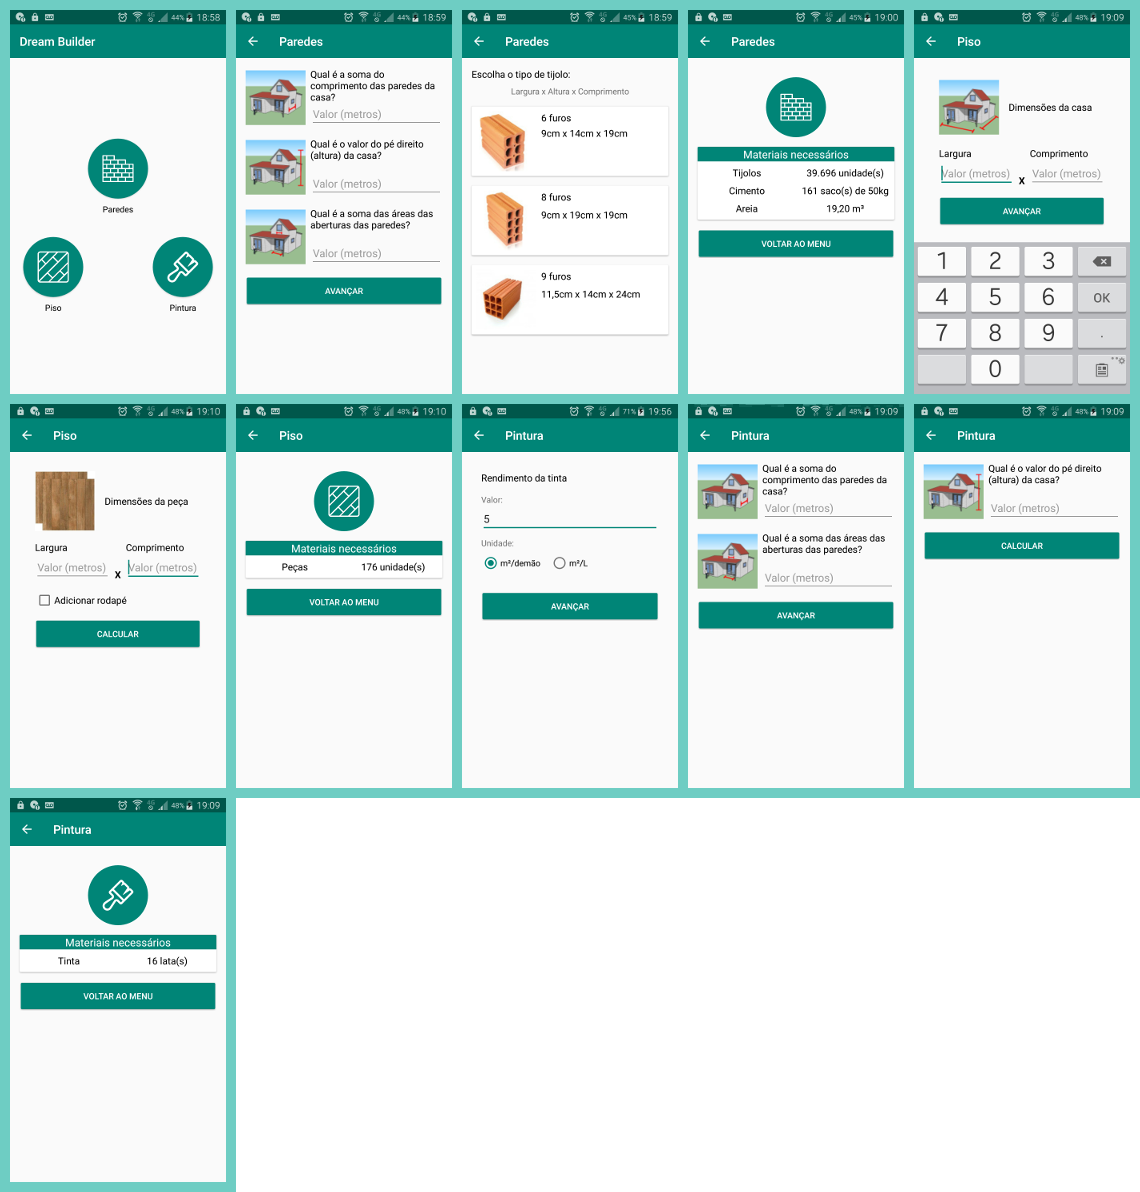 44% 18:58
Dream Builder
Paredes
Piso
Pintura
44% 18:59
Paredes
Qual é a soma do
comprimento das paredes da
casa?
Valor (metros)
Qual é o valor do pé direito
(altura) da casa?
Valor (metros)
Qual é a soma das áreas das
aberturas das paredes?
Valor (metros)
AVANÇAR
45% 18:59
Paredes
Escolha o tipo de tijolo:
Largura x Altura x Comprimento
6 furos
9cm x 14cm x 19cm
8 furos
9cm x 19cm x 19cm
9 furos
11,5cm x 14cm x 24cm
45% 19:00
Paredes
Materiais necessários
Tijolos 39.696 unidade(s)
Cimento 161 saco(s) de 50kg
Areia 19,20 m³
VOLTAR AO MENU
48% 19:09
Piso
Dimensões da casa
Largura Comprimento
Valor (metros) x Valor (metros)
AVANÇAR
1 2 3
4 5 6 OK
7 8 9 .
0
48% 19:10
Piso
Dimensões da peça
Largura Comprimento
Valor (metros) x Valor (metros)
Adicionar rodapé
CALCULAR
48% 19:10
Piso
Materiais necessários
Peças 176 unidade(s)
VOLTAR AO MENU
71% 19:56
Pintura
Rendimento da tinta
Valor:
5
Unidade:
m²/demão m²/L
AVANÇAR
48% 19:09
Pintura
Qual é a soma do
comprimento das paredes da
casa?
Valor (metros)
Qual é a soma das áreas das
aberturas das paredes?
Valor (metros)
AVANÇAR
48% 19:09
Pintura
Qual é o valor do pé direito
(altura) da casa?
Valor (metros)
CALCULAR
48% 19:09
Pintura
Materiais necessários
Tinta 16 lata(s)
VOLTAR AO MENU